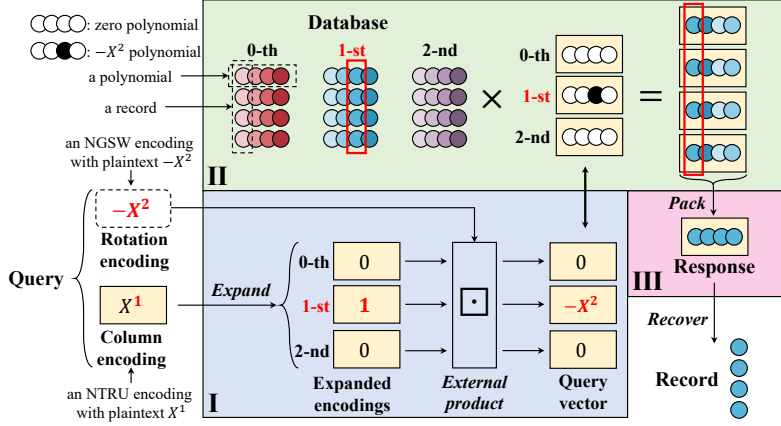 : zero polynomial
: −X² polynomial
a polynomial
a record
Database
0-th
1-st
2-nd
×
0-th
1-st
2-nd
=
II
an NGSW encoding
with plaintext −X²
−X²
Rotation
encoding
Query
X¹
Column
encoding
an NTRU encoding
with plaintext X¹
Expand
0-th
0
1-st
1
2-nd
0
Expanded
encodings
External
product
0
−X²
0
Query
vector
I
Pack
Response
III
Recover
Record